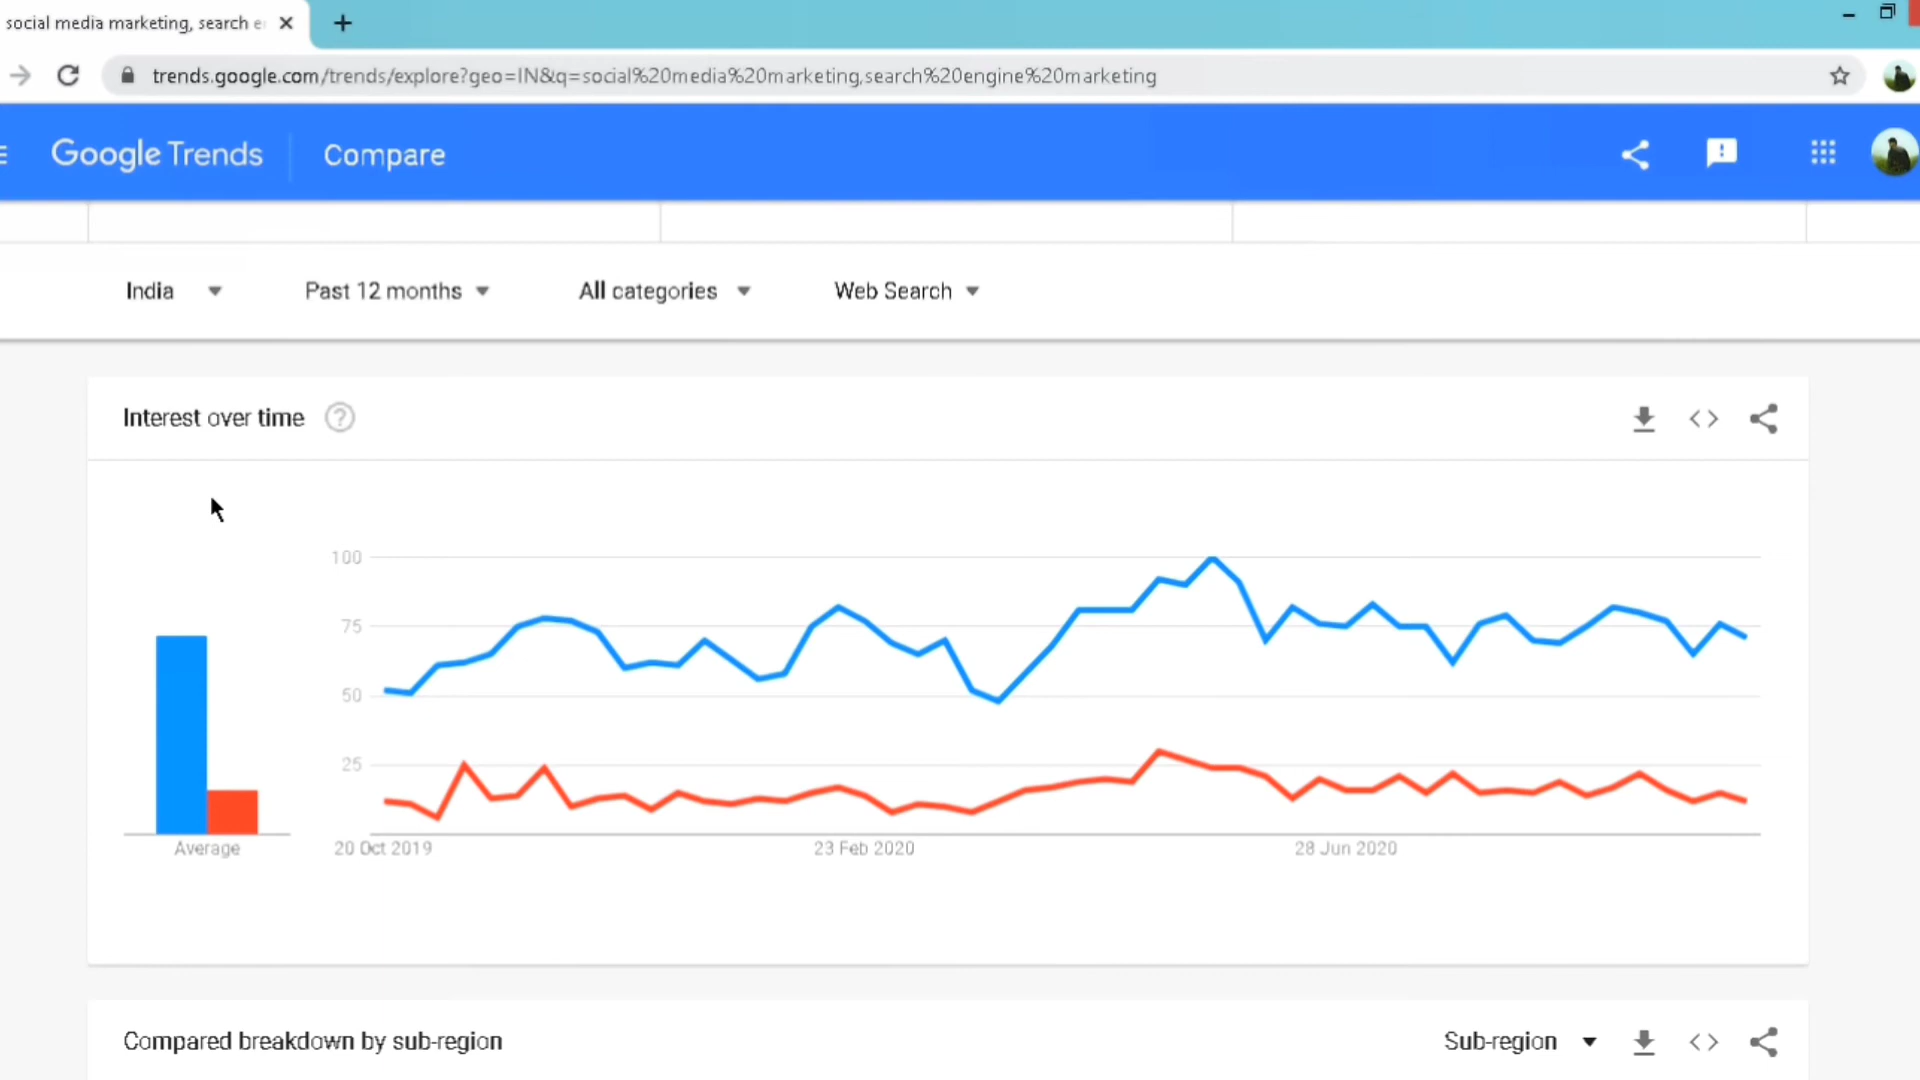 social media marketing, search e
trends.google.com/trends/explore?geo=IN&q=social%20media%20marketing,search%20engine%20marketing
Google Trends
Compare
India
Past 12 months
All categories
Web Search
Interest over time
?
100
75
50
25
Average
20 Oct 2019
23 Feb 2020
28 Jun 2020
Compared breakdown by sub-region
Sub-region